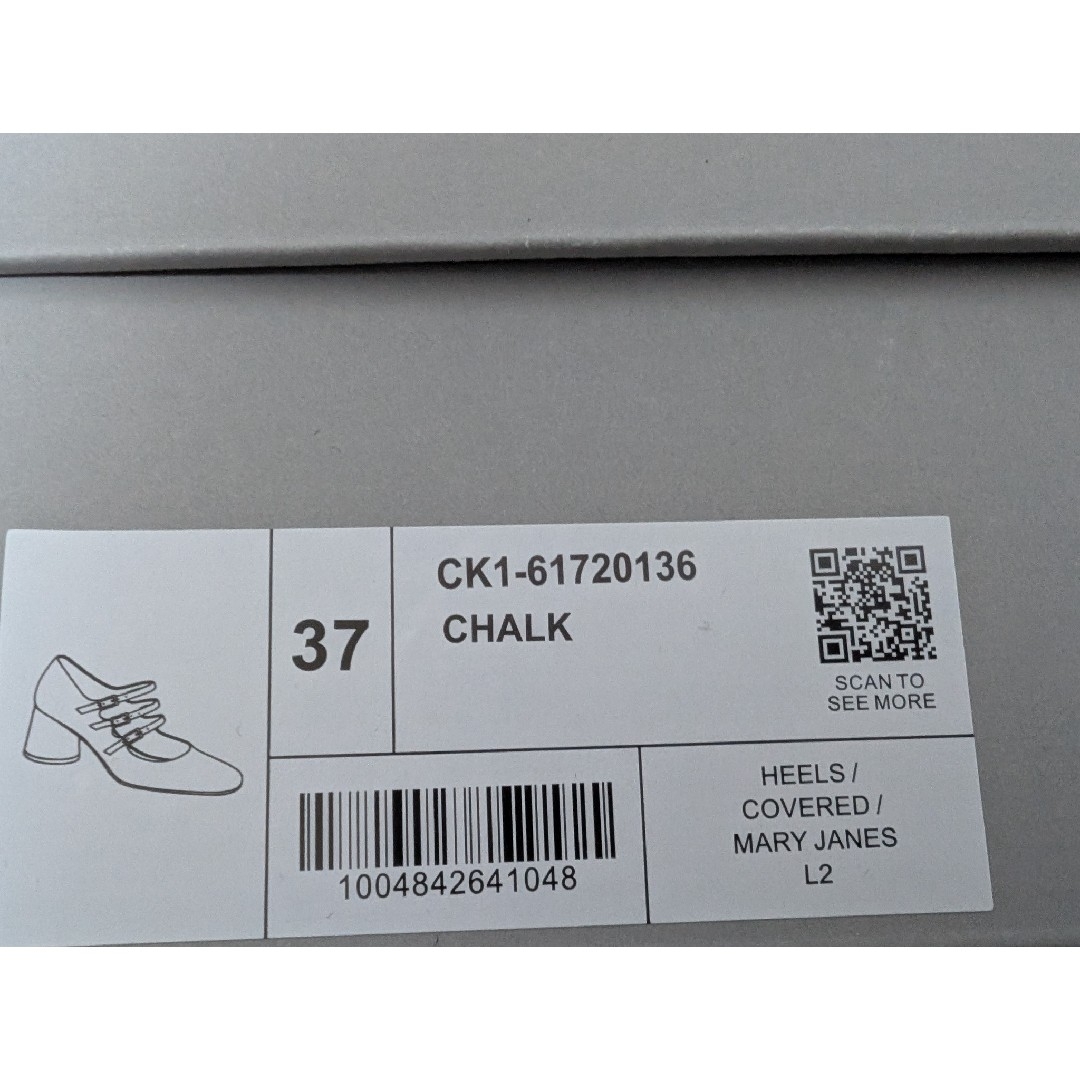 37
CK1-61720136
CHALK
SCAN TO
SEE MORE
1004842641048
HEELS /
COVERED /
MARY JANES
L2